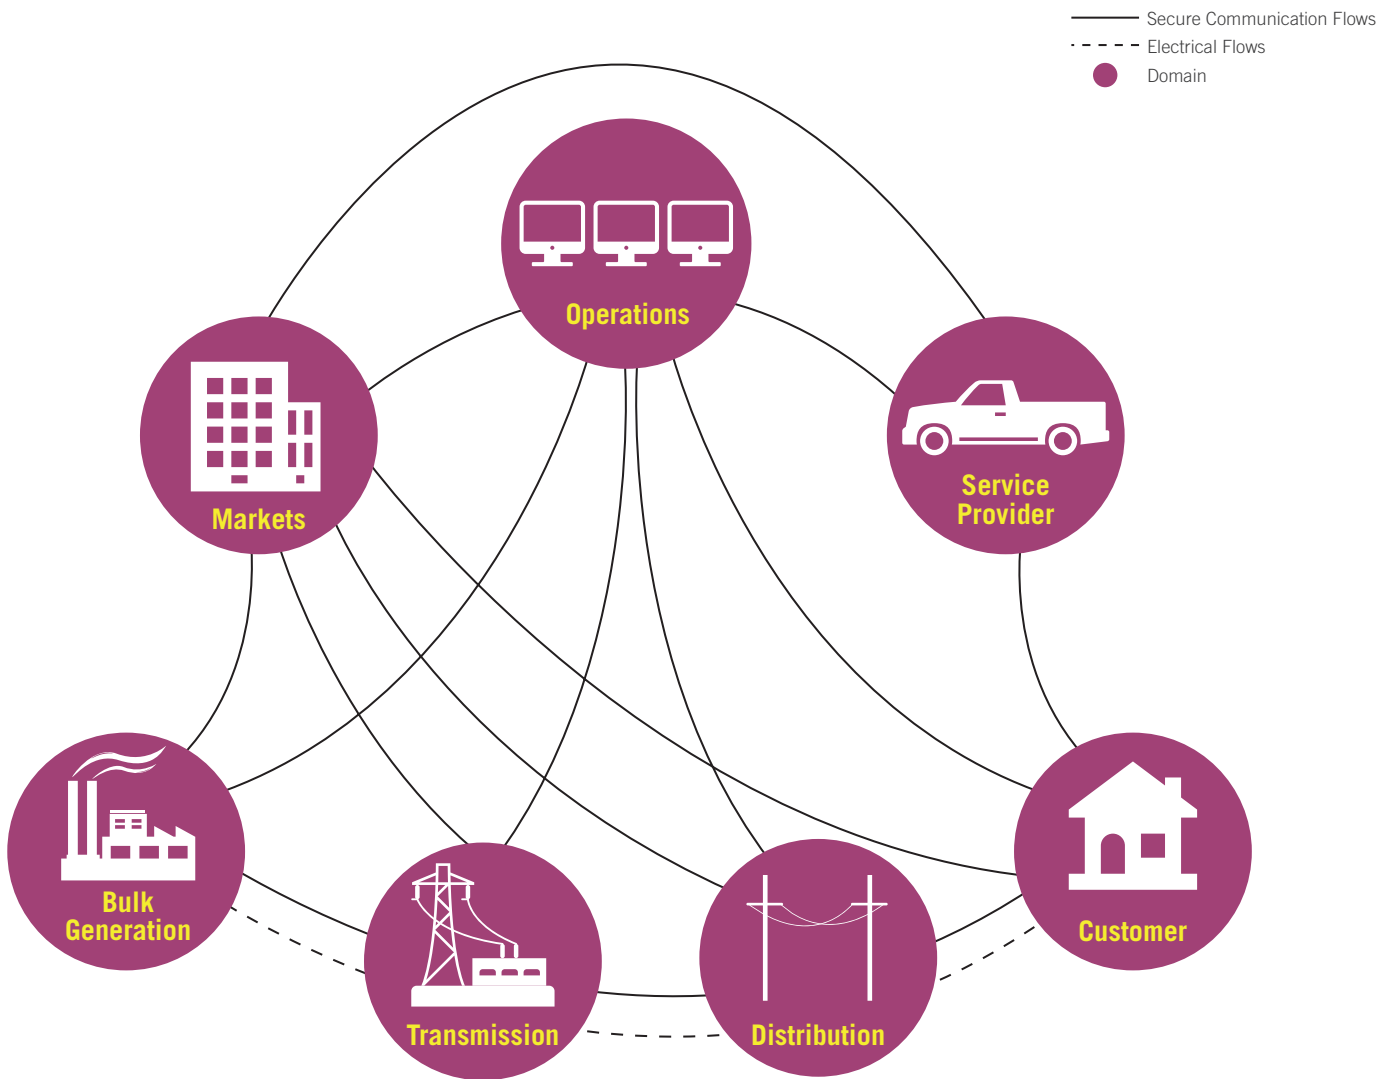 Secure Communication Flows
Electrical Flows
Domain
Operations
Markets
Service
Provider
Bulk
Generation
Transmission
Distribution
Customer